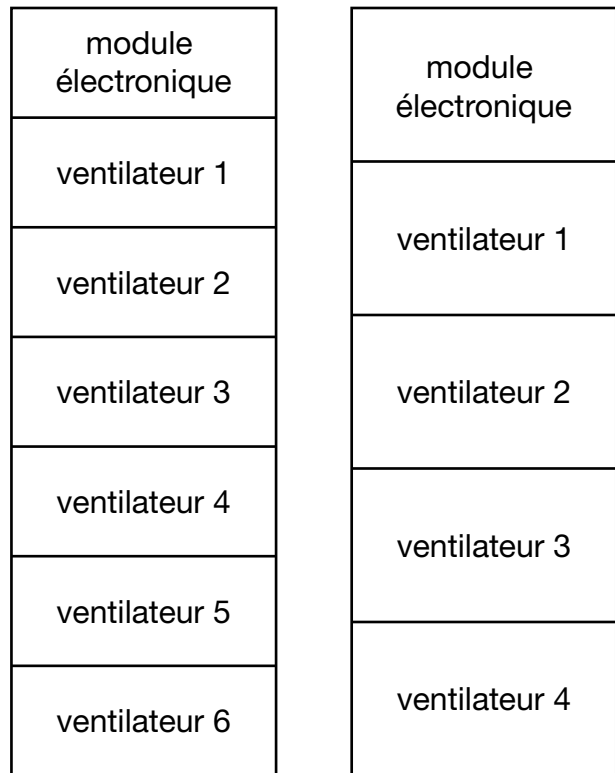 module
électronique
ventilateur 1
ventilateur 2
ventilateur 3
ventilateur 4
ventilateur 5
ventilateur 6
module
électronique
ventilateur 1
ventilateur 2
ventilateur 3
ventilateur 4